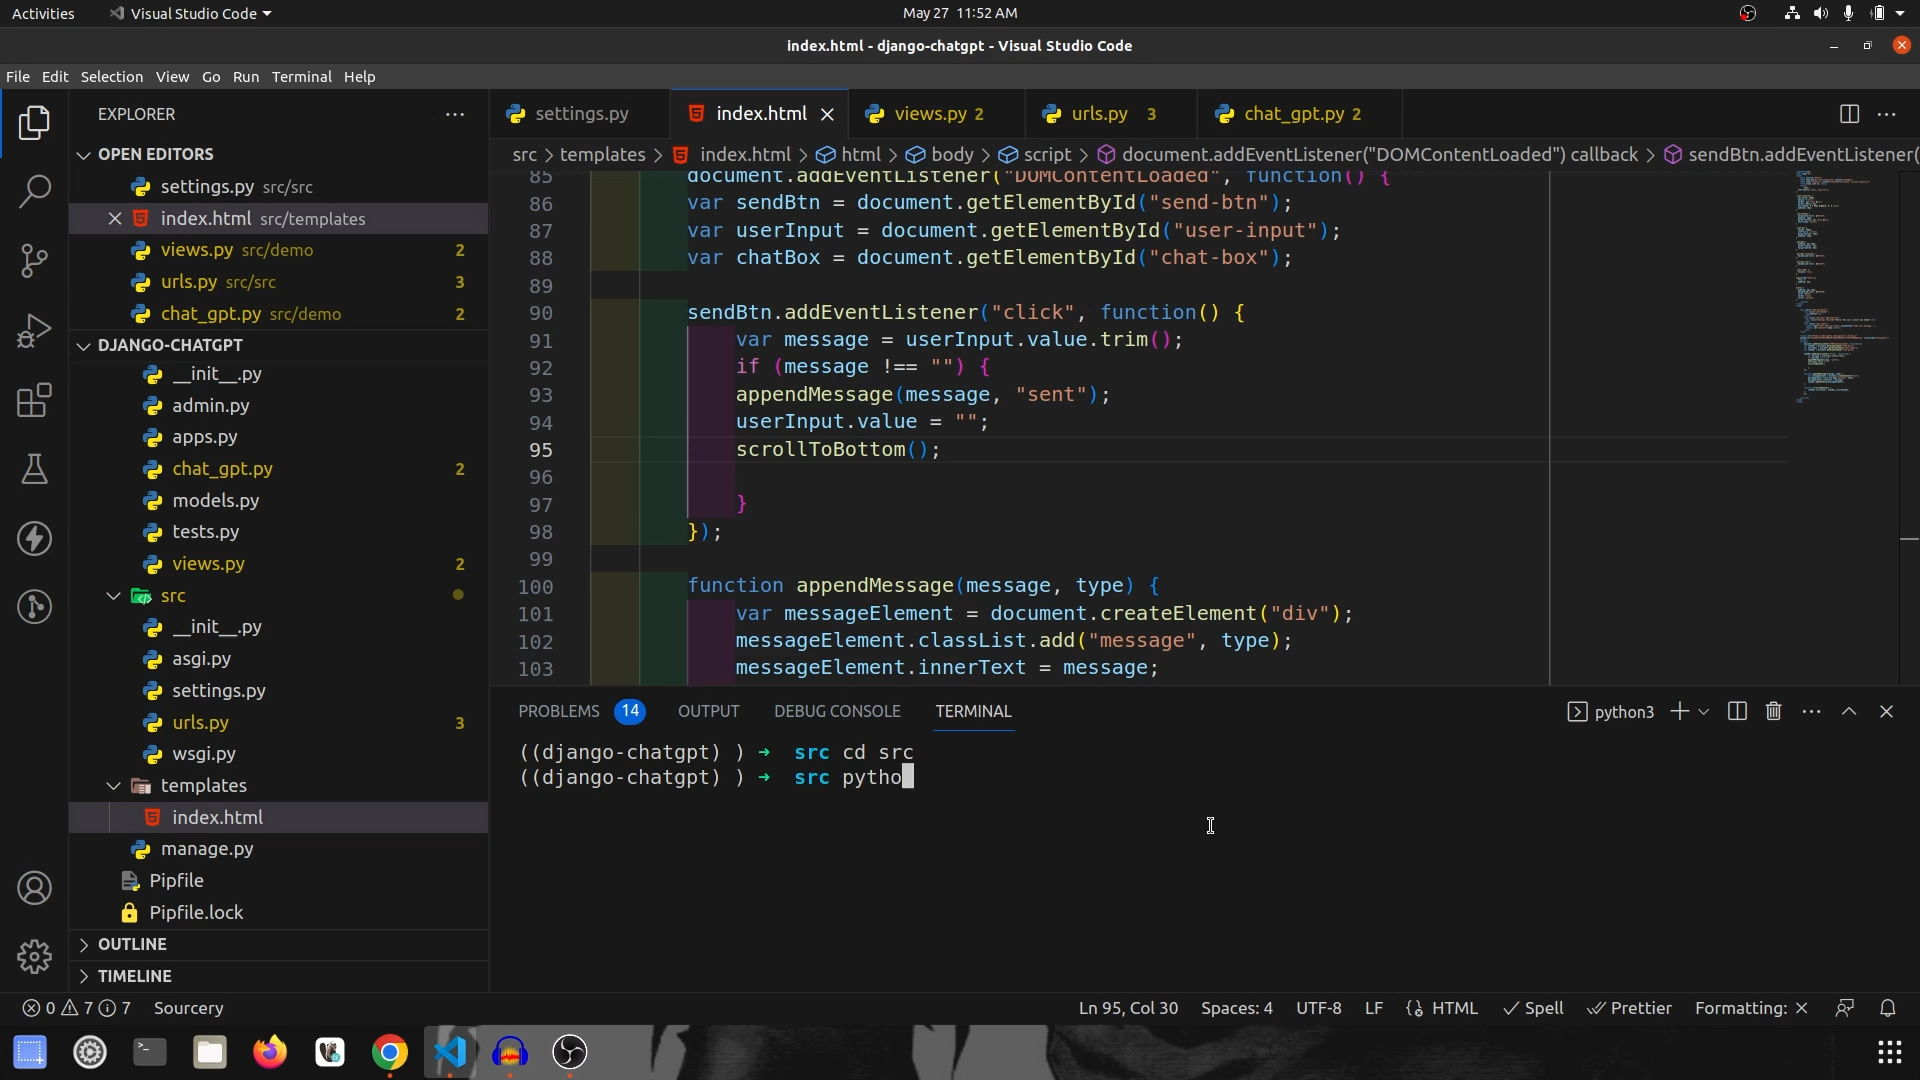 Activities
Visual Studio Code
May 27 11:52 AM
index.html - django-chatgpt - Visual Studio Code
File Edit Selection View Go Run Terminal Help
EXPLORER
OPEN EDITORS
settings.py src/src
index.html src/templates
views.py src/demo 2
urls.py src/src 3
chat_gpt.py src/demo 2
DJANGO-CHATGPT
__init__.py
admin.py
apps.py
chat_gpt.py 2
models.py
tests.py
views.py 2
src
__init__.py
asgi.py
settings.py
urls.py 3
wsgi.py
templates
index.html
manage.py
Pipfile
Pipfile.lock
OUTLINE
TIMELINE
settings.py index.html views.py 2 urls.py 3 chat_gpt.py 2
src > templates > index.html > html > body > script > document.addEventListener("DOMContentLoaded") callback > sendBtn.addEventListener(
85 document.addEventListener("DOMContentLoaded", function() {
86 var sendBtn = document.getElementById("send-btn");
87 var userInput = document.getElementById("user-input");
88 var chatBox = document.getElementById("chat-box");
89
90 sendBtn.addEventListener("click", function() {
91 var message = userInput.value.trim();
92 if (message !== "") {
93 appendMessage(message, "sent");
94 userInput.value = "";
95 scrollToBottom();
96
97 }
98 });
99
100 function appendMessage(message, type) {
101 var messageElement = document.createElement("div");
102 messageElement.classList.add("message", type);
103 messageElement.innerText = message;
PROBLEMS 14 OUTPUT DEBUG CONSOLE TERMINAL
python3
((django-chatgpt) ) ➜ src cd src
((django-chatgpt) ) ➜ src pytho
0 7 7 Sourcery
Ln 95, Col 30 Spaces: 4 UTF-8 LF HTML Spell Prettier Formatting: ×